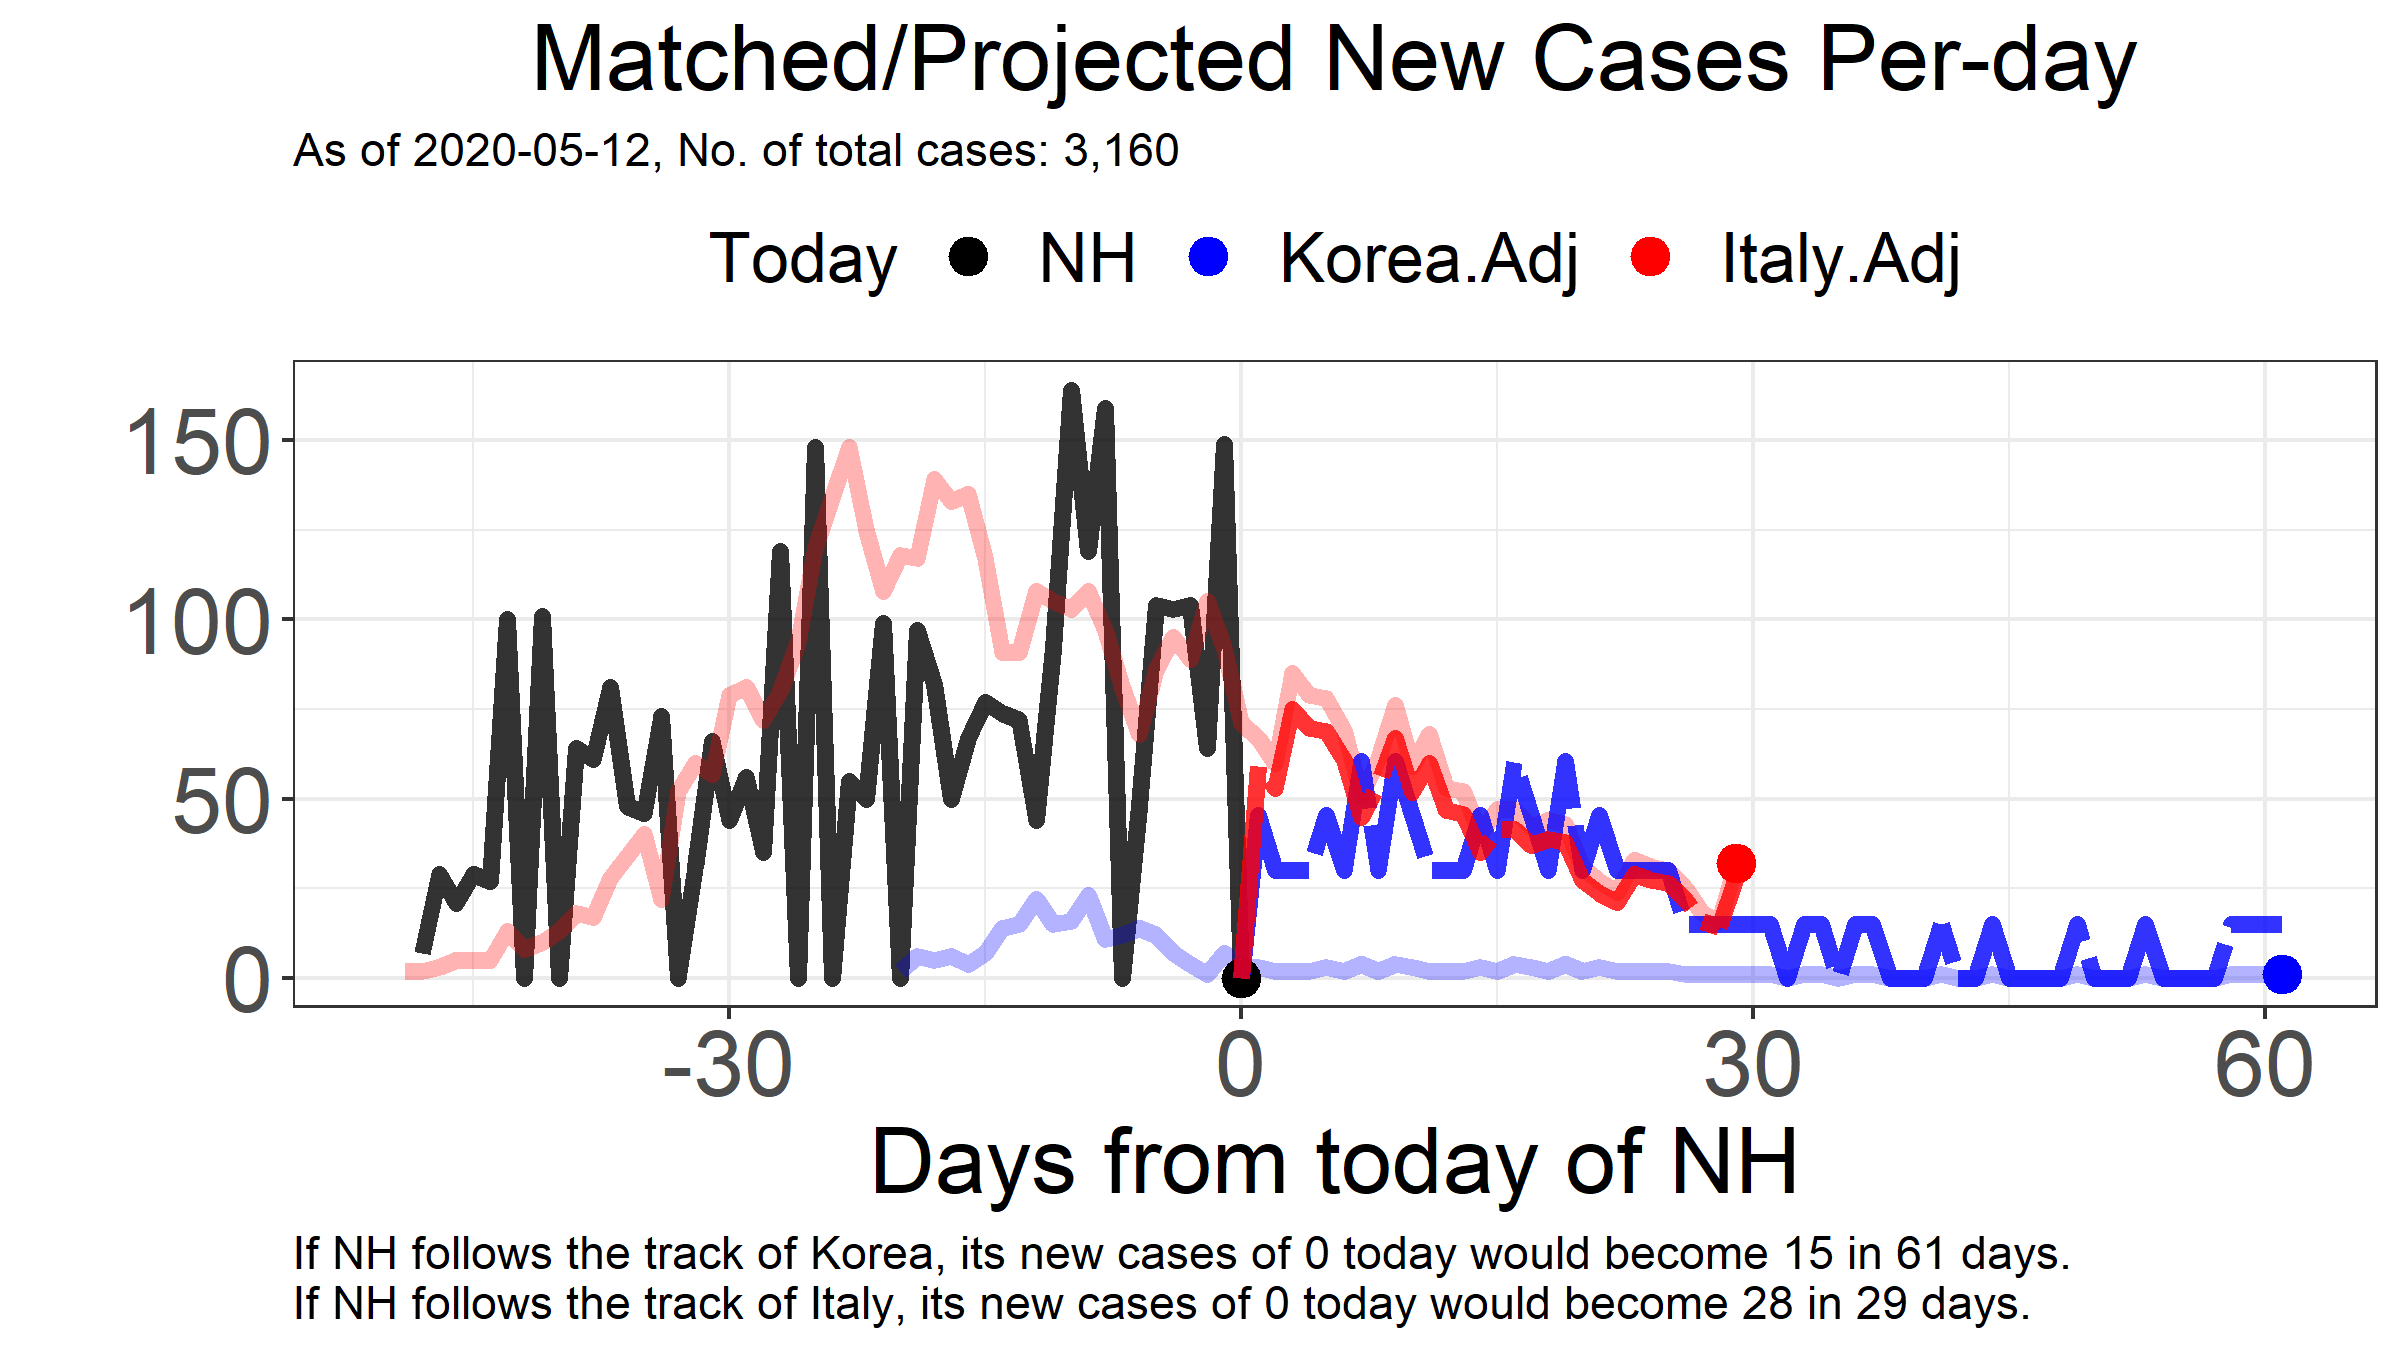 Matched/Projected New Cases Per-day
As of 2020-05-12, No. of total cases: 3,160
Today NH Korea.Adj Italy.Adj
150
100
50
0
-30 0 30 60
Days from today of NH
If NH follows the track of Korea, its new cases of 0 today would become 15 in 61 days.
If NH follows the track of Italy, its new cases of 0 today would become 28 in 29 days.